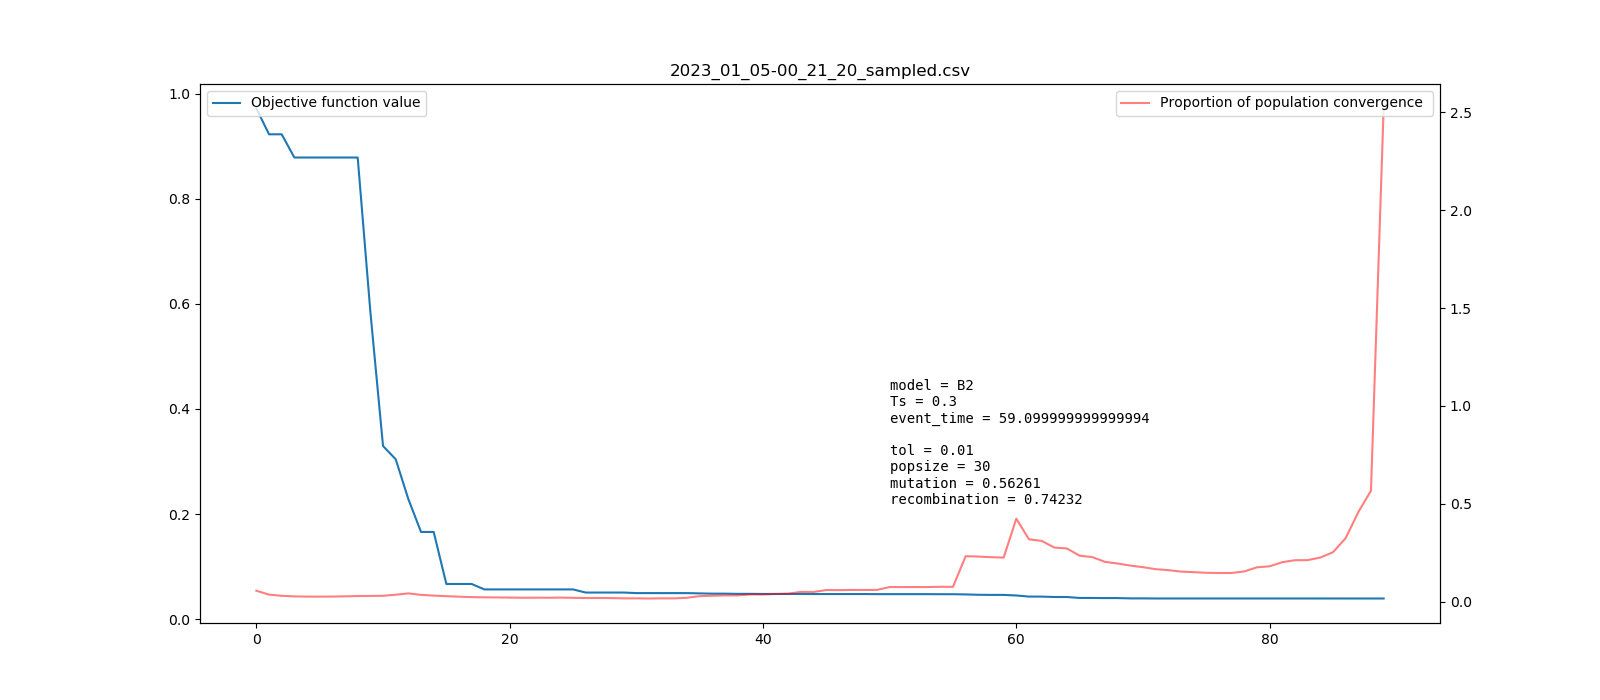 2023_01_05-00_21_20_sampled.csv
Objective function value
Proportion of population convergence
1.0
0.8
0.6
0.4
0.2
0.0
2.5
2.0
1.5
1.0
0.5
0.0
model = B2
Ts = 0.3
event_time = 59.099999999999994
tol = 0.01
popsize = 30
mutation = 0.56261
recombination = 0.74232
0
20
40
60
80